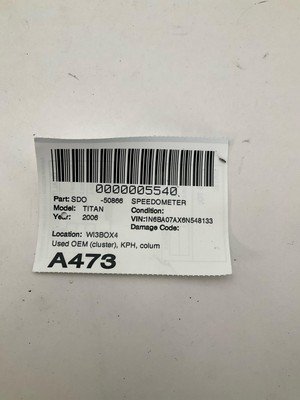 0000005540
Part: SDO -50866 SPEEDOMETER
Model: TITAN Condition:
Year: 2006 VIN:1N6BA07AX6N548133
Damage Code:
Location: WI3BOX4
Used OEM (cluster), KPH, colum
A473